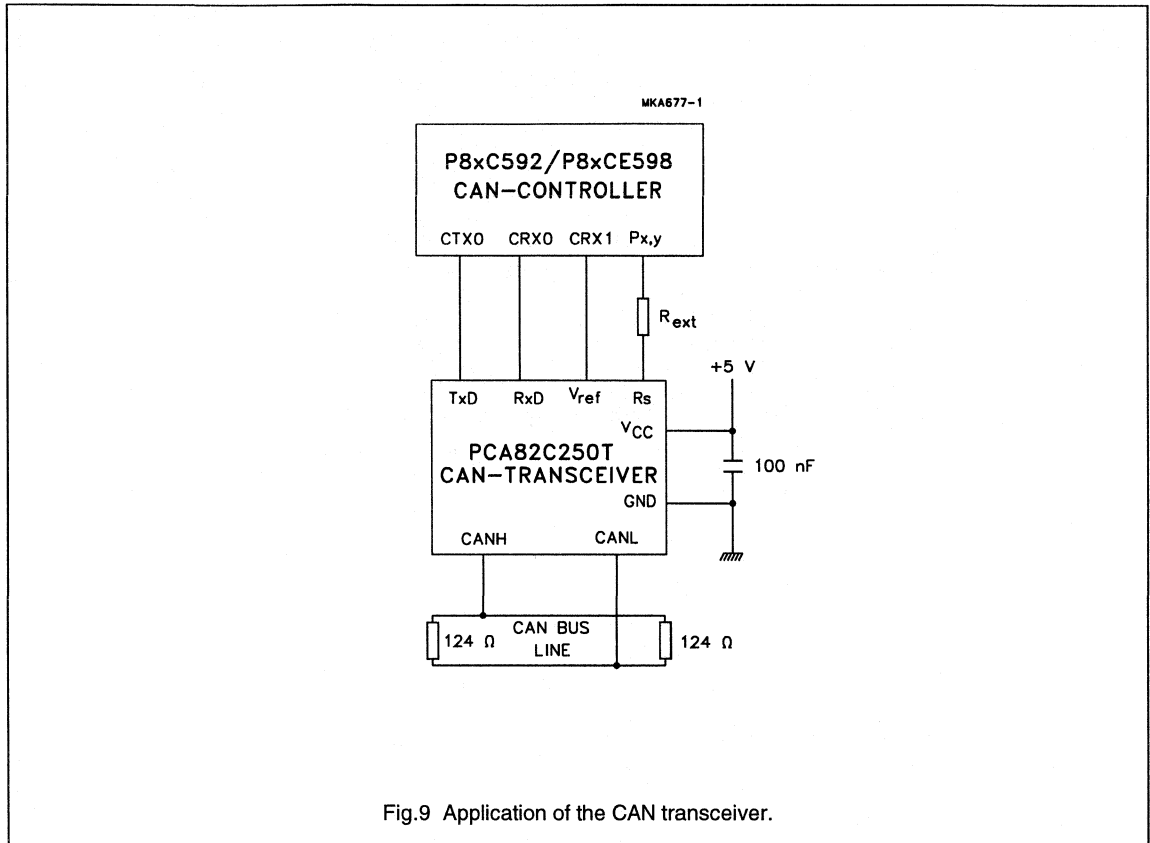 MKA677-1
P8xC592/P8xCE598
CAN-CONTROLLER
CTX0 CRX0 CRX1 Px,y
Rext
+5 V
TxD RxD Vref Rs
VCC
PCA82C250T
CAN-TRANSCEIVER
100 nF
GND
CANH CANL
124 Ω CAN BUS LINE 124 Ω
Fig.9 Application of the CAN transceiver.